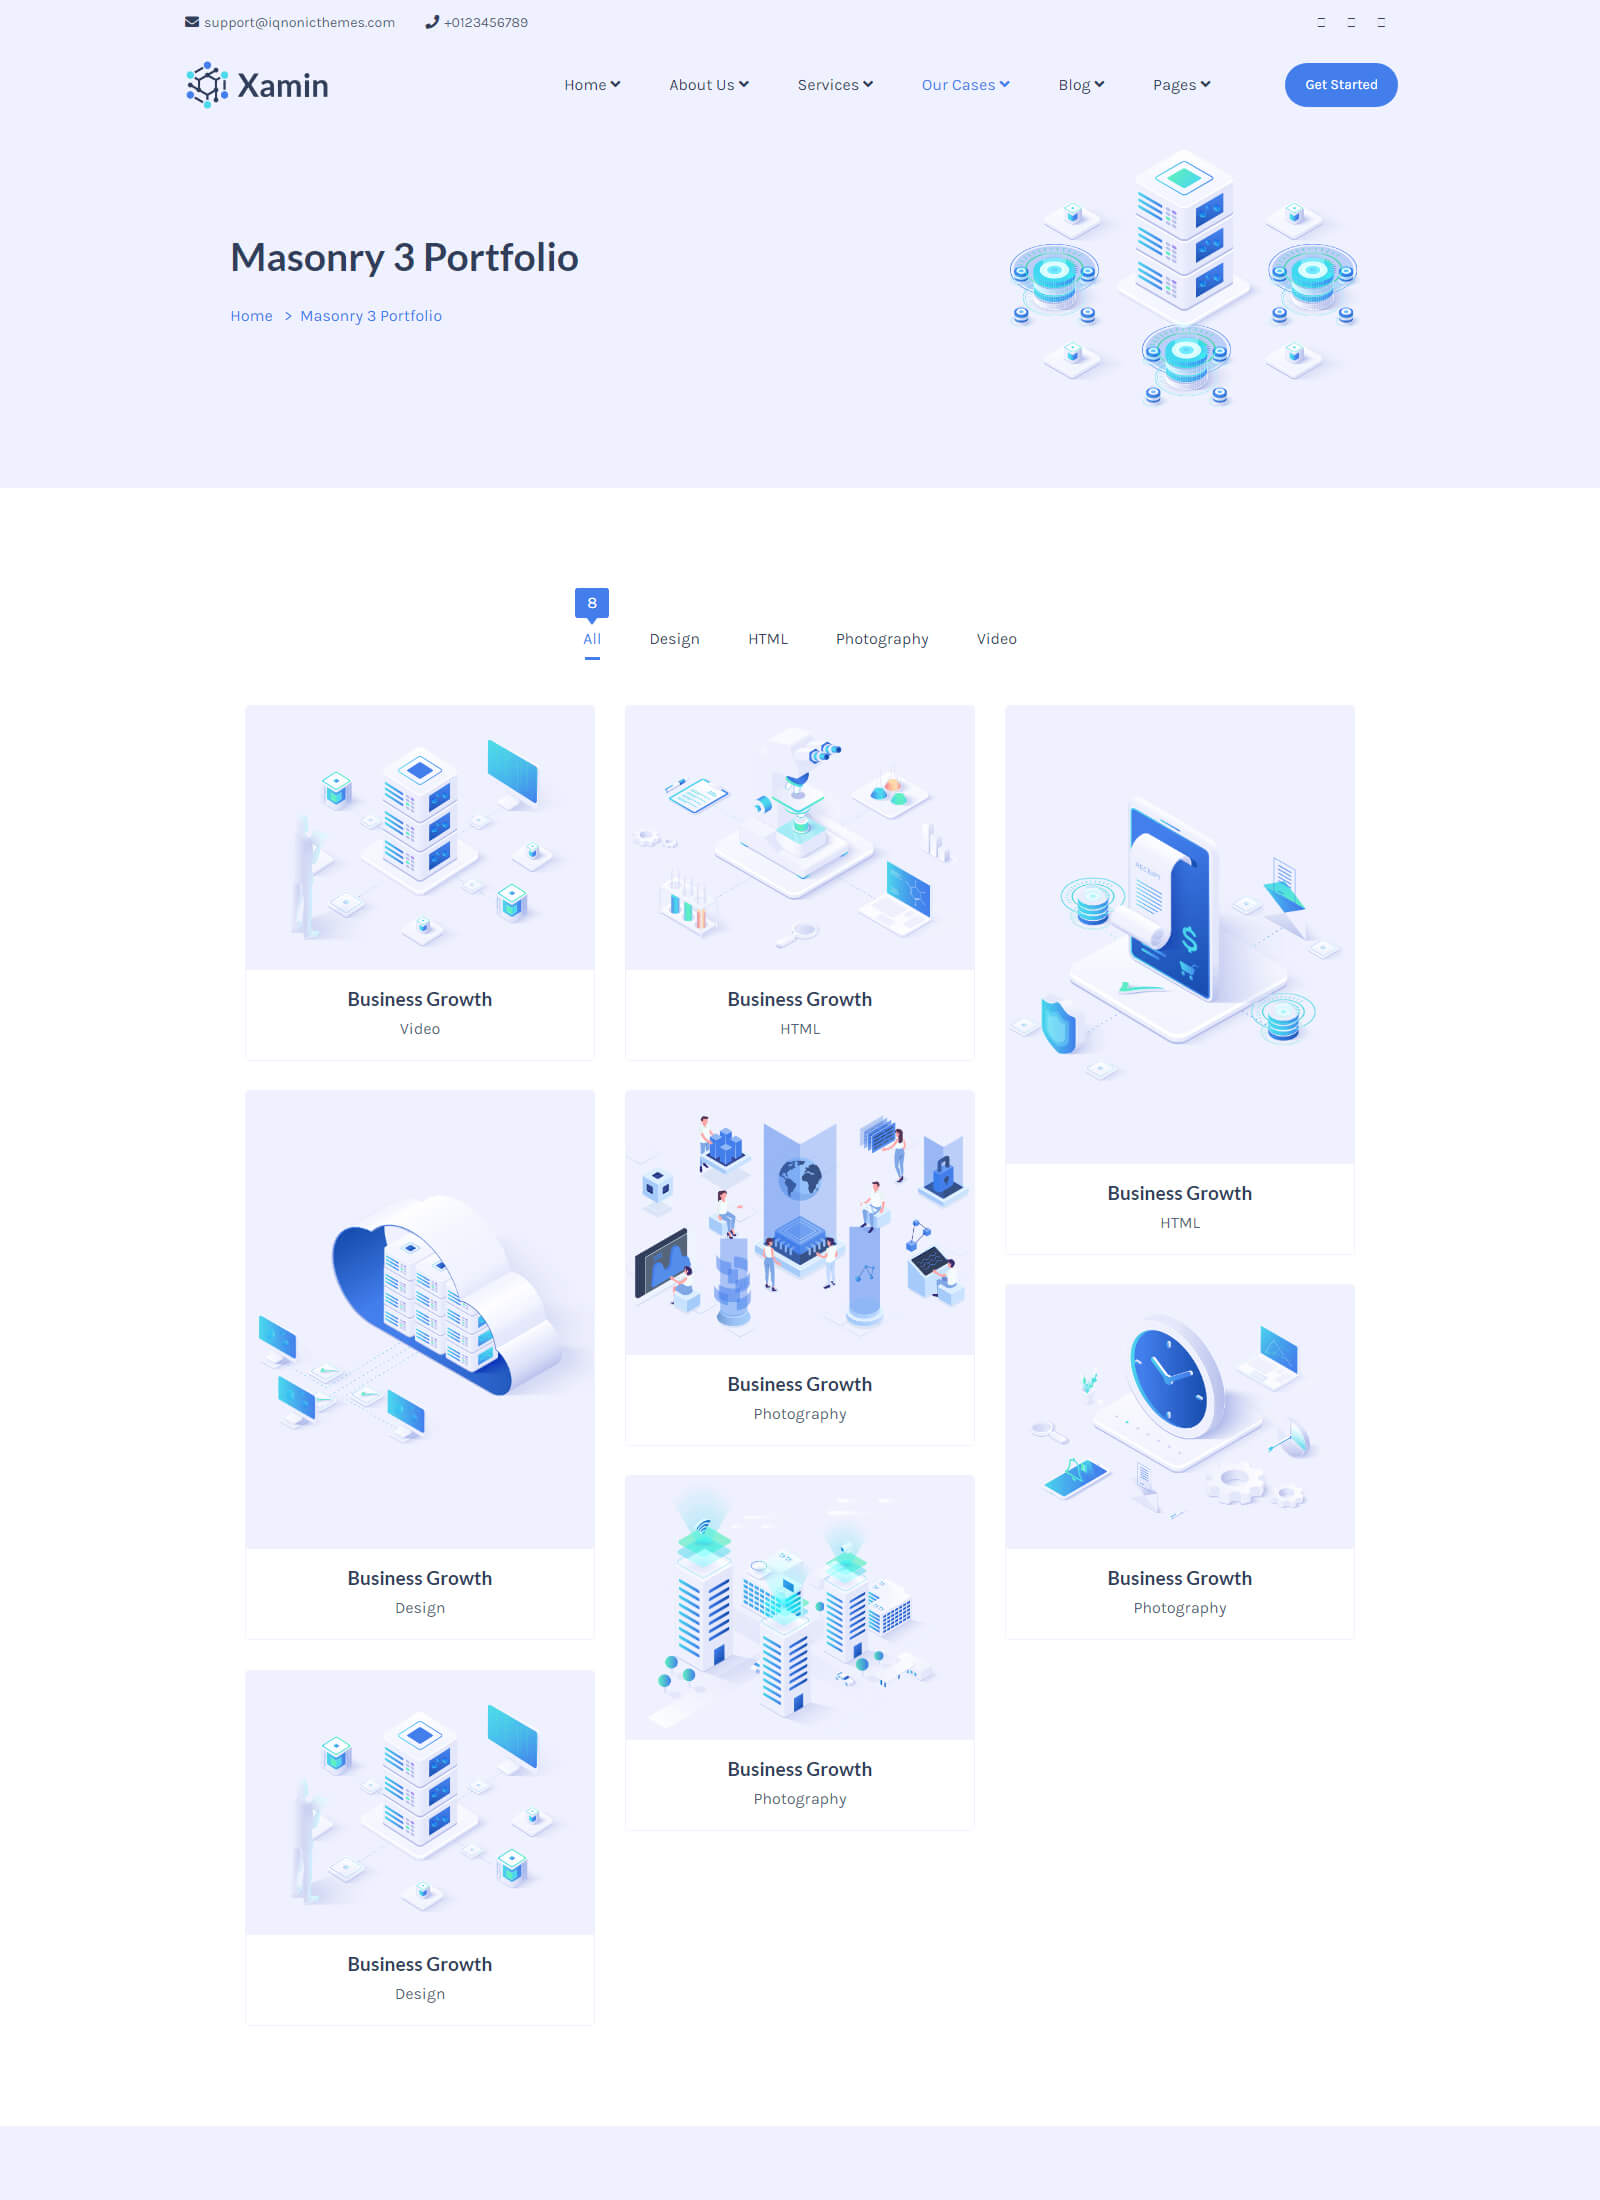 support@iqnonicthemes.com +0123456789
Xamin Home About Us Services Our Cases Blog Pages Get Started
Masonry 3 Portfolio
Home > Masonry 3 Portfolio
8
All Design HTML Photography Video
RECEIPT
Business Growth
Video
Business Growth
HTML
Business Growth
HTML
Business Growth
Design
Business Growth
Photography
Business Growth
Photography
Business Growth
Photography
Business Growth
Design